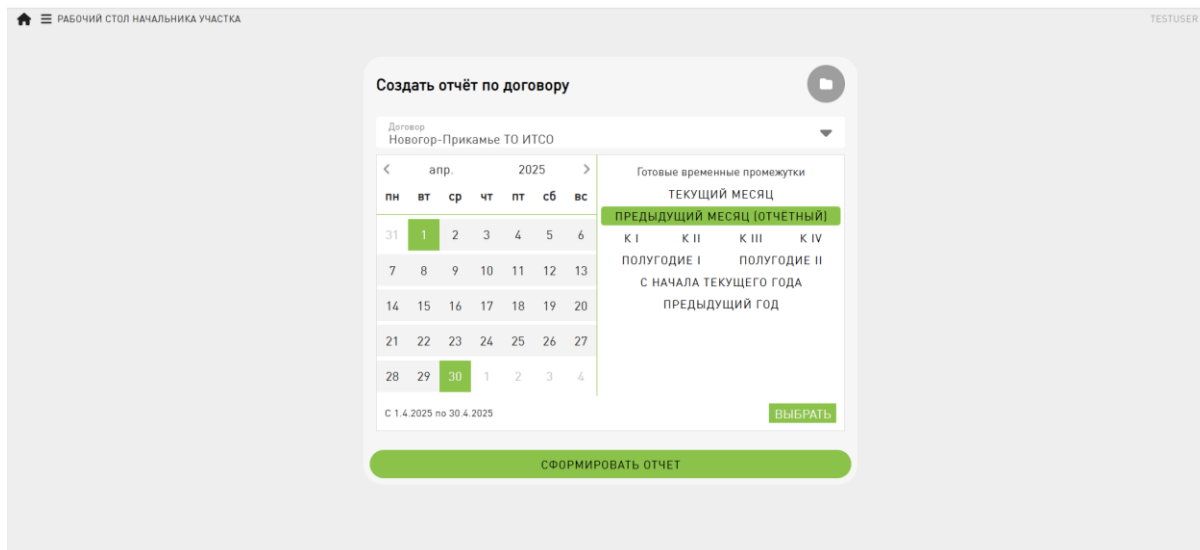 РАБОЧИЙ СТОЛ НАЧАЛЬНИКА УЧАСТКА
TESTUSER
Создать отчёт по договору
Договор
Новогор-Прикамье ТО ИТСО
апр. 2025
пн вт ср чт пт сб вс
31 1 2 3 4 5 6
7 8 9 10 11 12 13
14 15 16 17 18 19 20
21 22 23 24 25 26 27
28 29 30 1 2 3 4
С 1.4.2025 по 30.4.2025
Готовые временные промежутки
ТЕКУЩИЙ МЕСЯЦ
ПРЕДЫДУЩИЙ МЕСЯЦ (ОТЧЁТНЫЙ)
К I К II К III К IV
ПОЛУГОДИЕ I ПОЛУГОДИЕ II
С НАЧАЛА ТЕКУЩЕГО ГОДА
ПРЕДЫДУЩИЙ ГОД
ВЫБРАТЬ
СФОРМИРОВАТЬ ОТЧЕТ